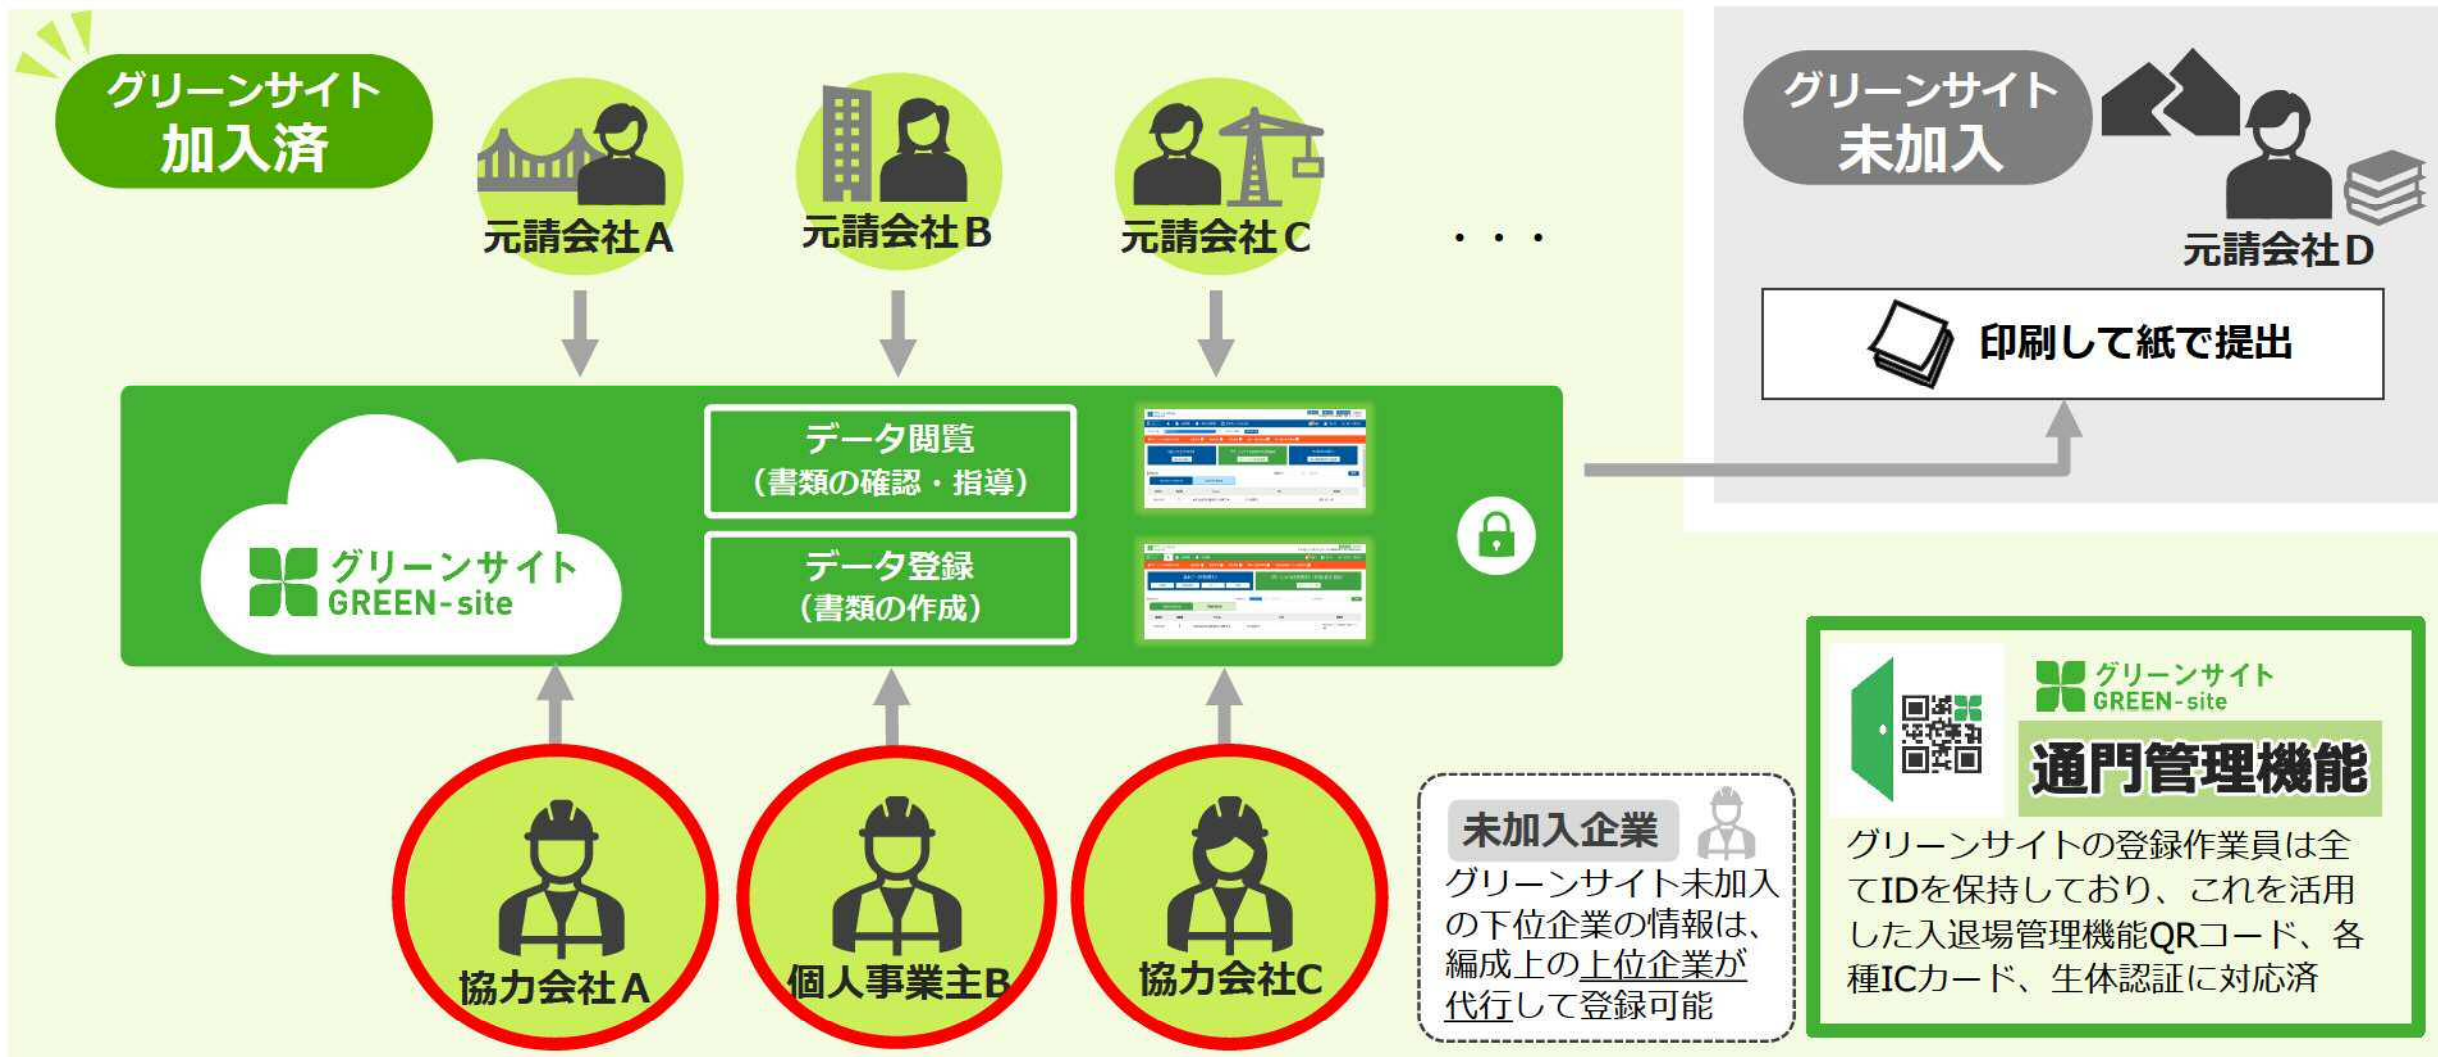 グリーンサイト
加入済
元請会社A
元請会社B
元請会社C
・・・
グリーンサイト
未加入
元請会社D
印刷して紙で提出
グリーンサイト
GREEN-site
データ閲覧
（書類の確認・指導）
データ登録
（書類の作成）
協力会社A
個人事業主B
協力会社C
未加入企業
グリーンサイト未加入
の下位企業の情報は、
編成上の上位企業が
代行して登録可能
グリーンサイト
GREEN-site
通門管理機能
グリーンサイトの登録作業員は全
てIDを保持しており、これを活用
した入退場管理機能QRコード、各
種ICカード、生体認証に対応済